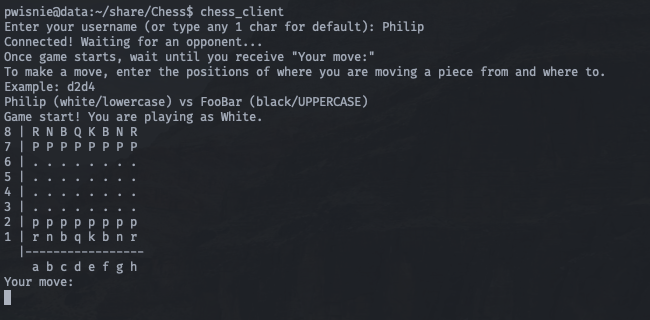 pwisnie@data:~/share/Chess$ chess_client
Enter your username (or type any 1 char for default): Philip
Connected! Waiting for an opponent...
Once game starts, wait until you receive "Your move:"
To make a move, enter the positions of where you are moving a piece from and where to.
Example: d2d4
Philip (white/lowercase) vs FooBar (black/UPPERCASE)
Game start! You are playing as White.
8 | R N B Q K B N R
7 | P P P P P P P P
6 | . . . . . . . .
5 | . . . . . . . .
4 | . . . . . . . .
3 | . . . . . . . .
2 | p p p p p p p p
1 | r n b q k b n r
  |-----------------
    a b c d e f g h
Your move: